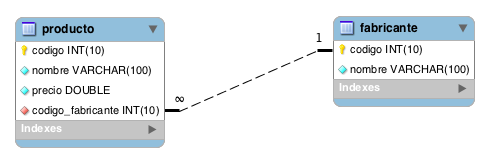 producto
codigo INT(10)
nombre VARCHAR(100)
precio DOUBLE
codigo_fabricante INT(10)
Indexes
∞
1
fabricante
codigo INT(10)
nombre VARCHAR(100)
Indexes